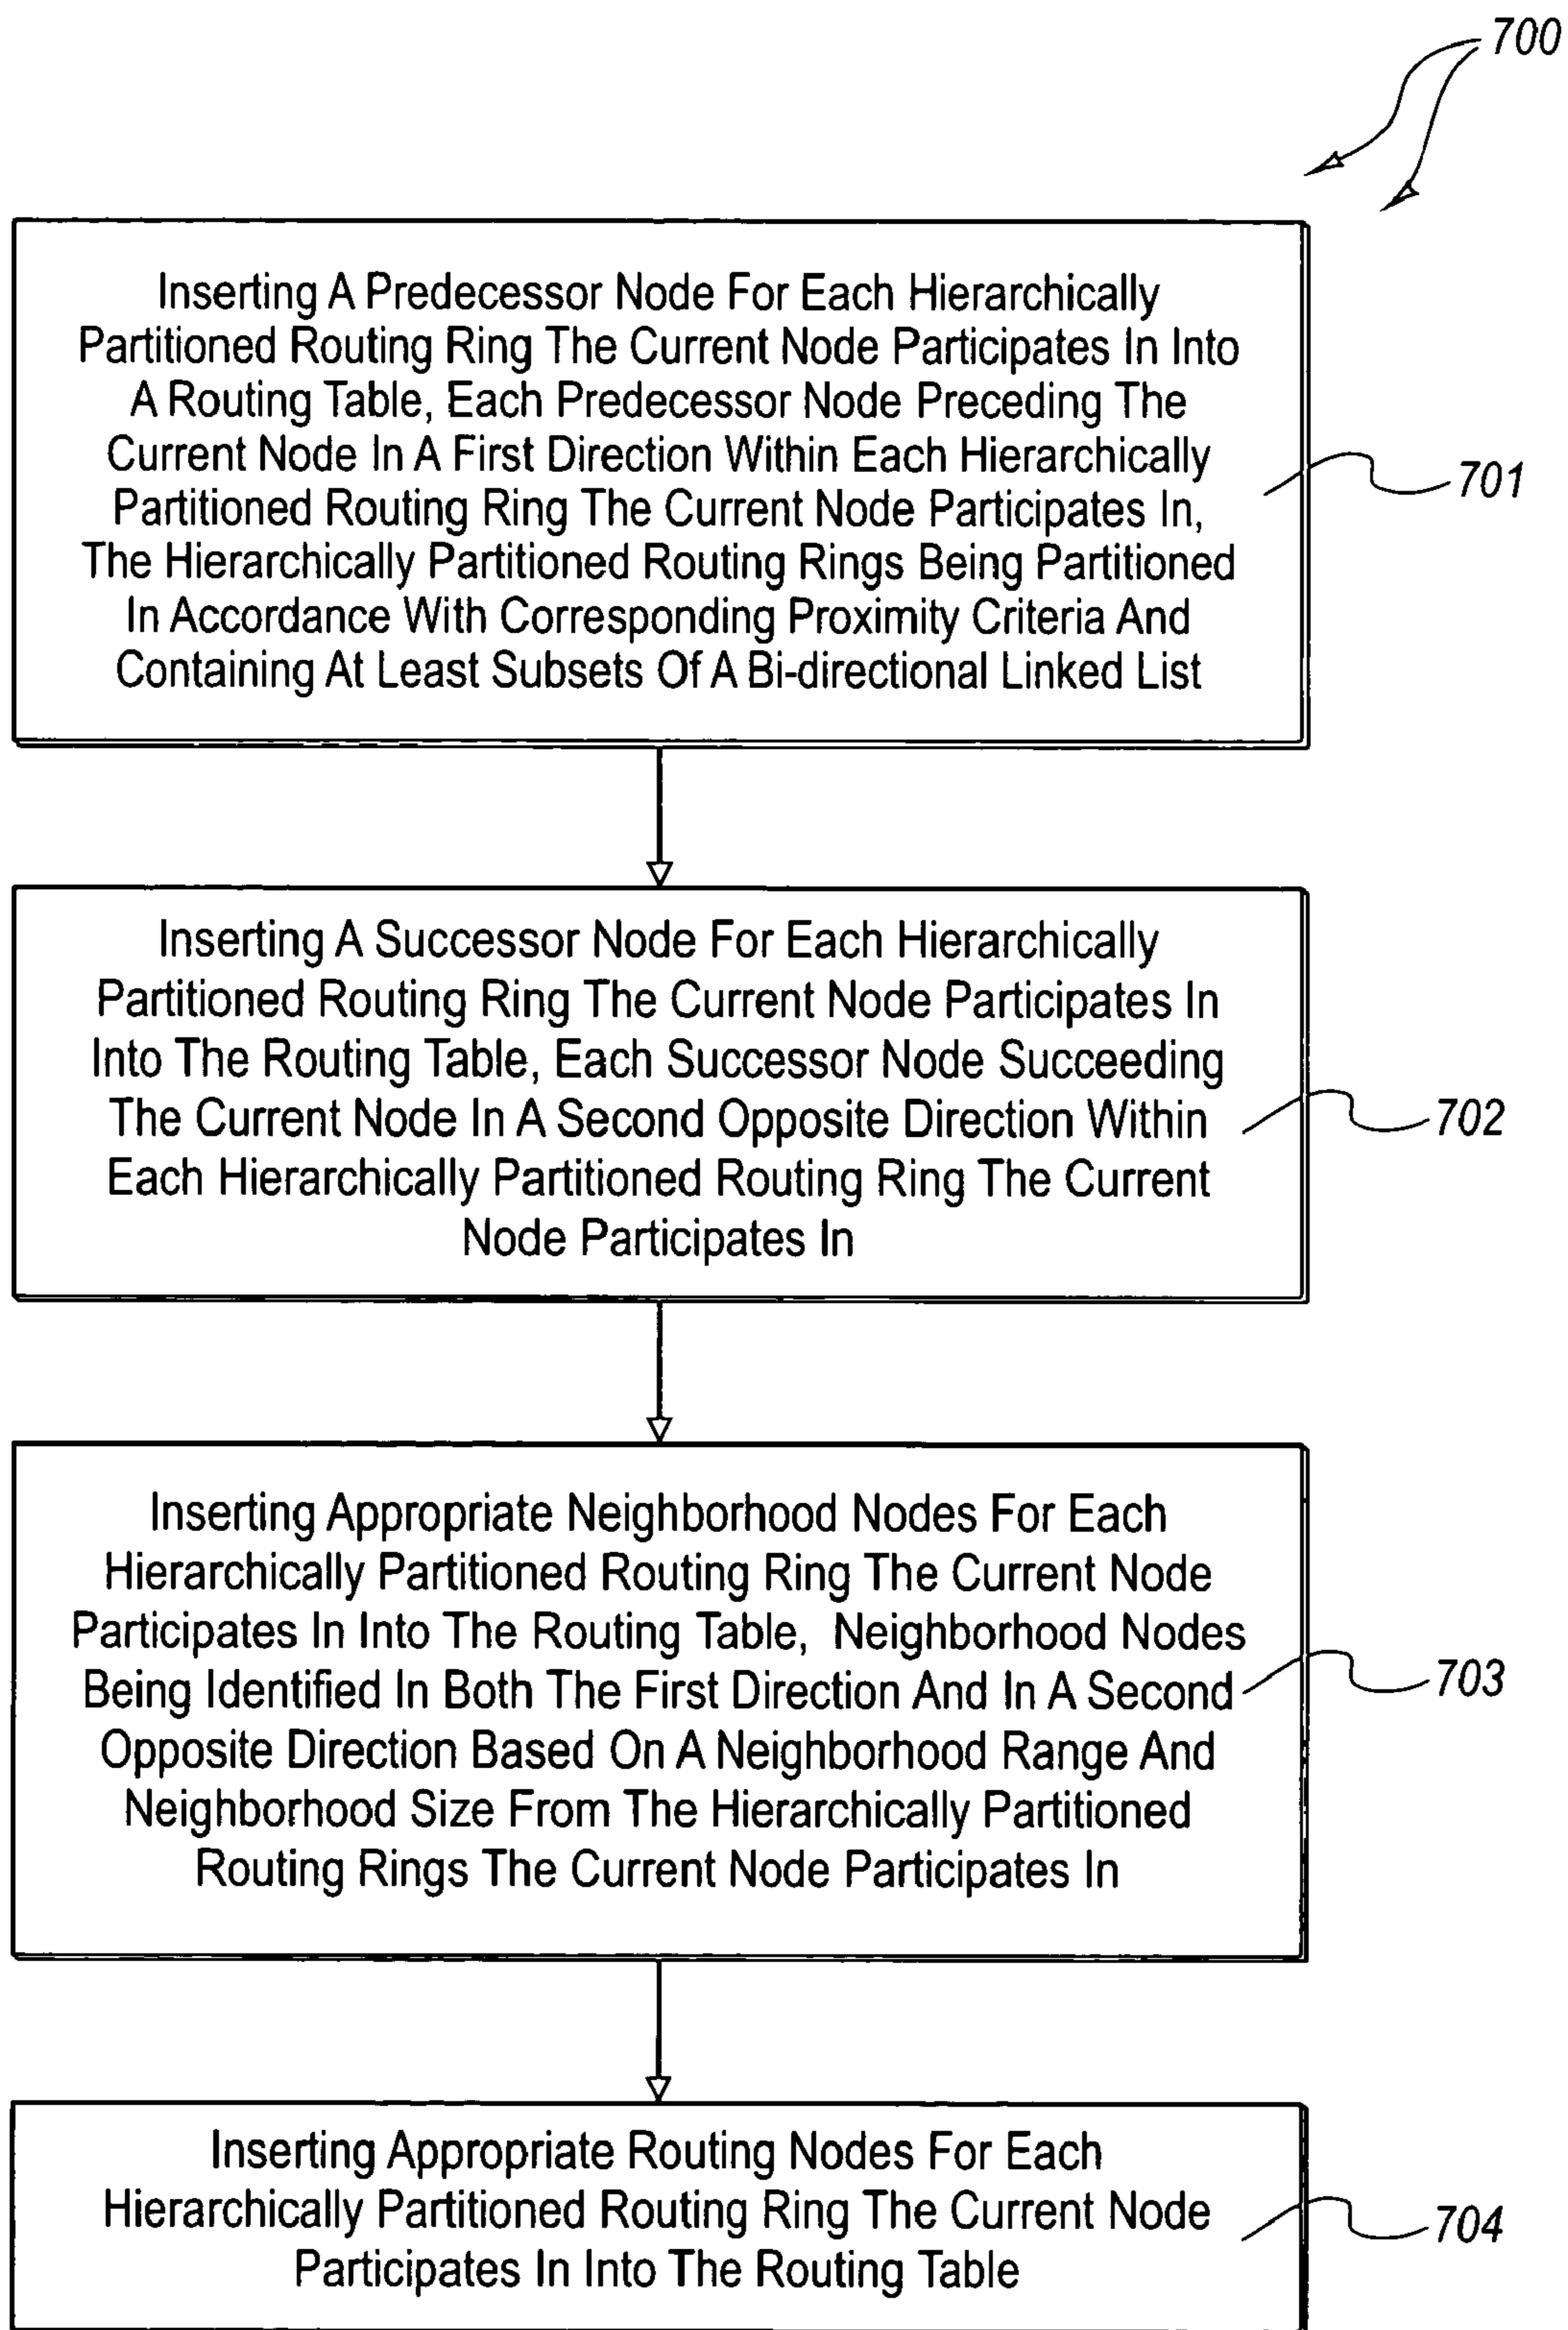 700
Inserting A Predecessor Node For Each Hierarchically
Partitioned Routing Ring The Current Node Participates In Into
A Routing Table, Each Predecessor Node Preceding The
Current Node In A First Direction Within Each Hierarchically
Partitioned Routing Ring The Current Node Participates In,
The Hierarchically Partitioned Routing Rings Being Partitioned
In Accordance With Corresponding Proximity Criteria And
Containing At Least Subsets Of A Bi-directional Linked List
701
Inserting A Successor Node For Each Hierarchically
Partitioned Routing Ring The Current Node Participates In
Into The Routing Table, Each Successor Node Succeeding
The Current Node In A Second Opposite Direction Within
Each Hierarchically Partitioned Routing Ring The Current
Node Participates In
702
Inserting Appropriate Neighborhood Nodes For Each
Hierarchically Partitioned Routing Ring The Current Node
Participates In Into The Routing Table, Neighborhood Nodes
Being Identified In Both The First Direction And In A Second
Opposite Direction Based On A Neighborhood Range And
Neighborhood Size From The Hierarchically Partitioned
Routing Rings The Current Node Participates In
703
Inserting Appropriate Routing Nodes For Each
Hierarchically Partitioned Routing Ring The Current Node
Participates In Into The Routing Table
704